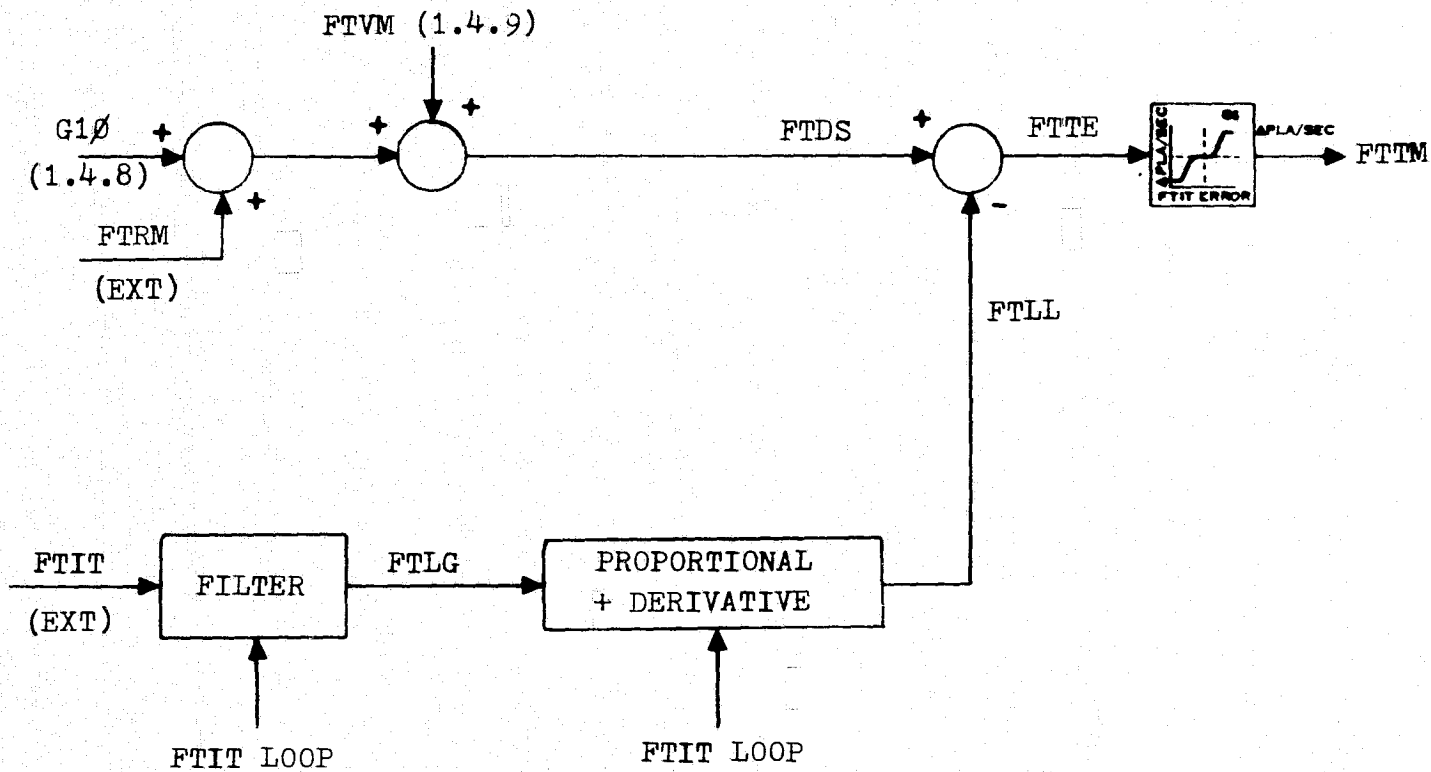 FTVM (1.4.9)
+
G1Ø
+
+
+
FTDS
+
FTTE
ΔPLA/SEC
FTTM
(1.4.8)
+
ΔPLA/SEC
FTIT ERROR
-
FTRM
(EXT)
FTLL
FTIT
(EXT)
FILTER
FTLG
PROPORTIONAL
+ DERIVATIVE
FTIT LOOP
FTIT LOOP